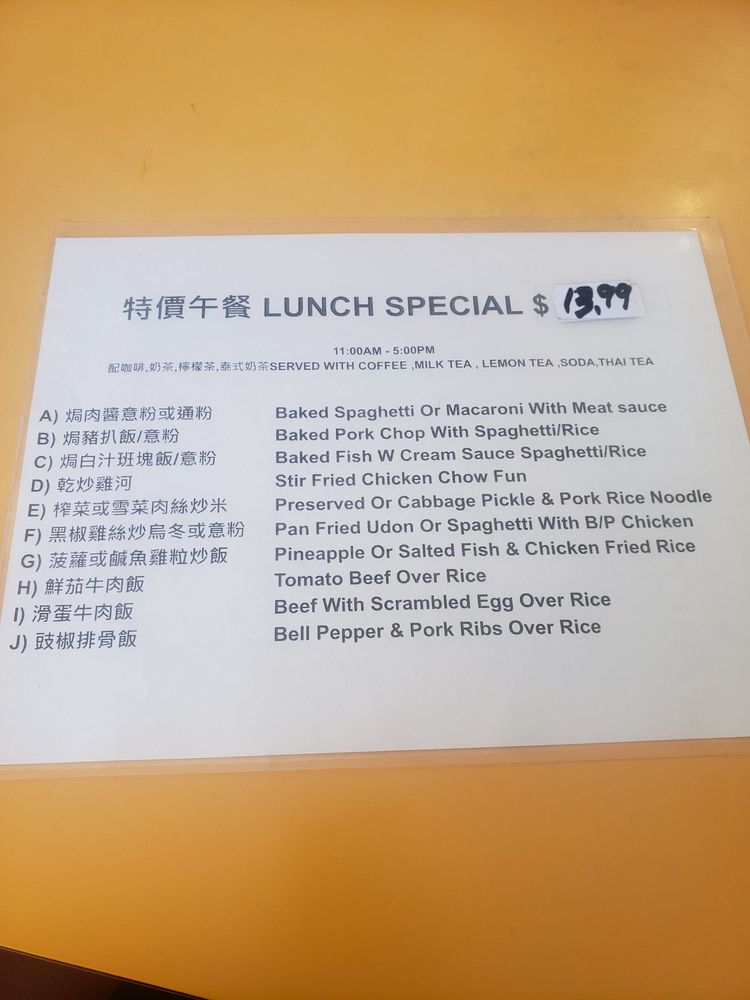 特價午餐 LUNCH SPECIAL $ 13.99
11:00AM - 5:00PM
配咖啡,奶茶,檸檬茶,泰式奶茶SERVED WITH COFFEE ,MILK TEA , LEMON TEA ,SODA,THAI TEA
A) 焗肉醬意粉或通粉 Baked Spaghetti Or Macaroni With Meat sauce
B) 焗豬扒飯/意粉 Baked Pork Chop With Spaghetti/Rice
C) 焗白汁班塊飯/意粉 Baked Fish W Cream Sauce Spaghetti/Rice
D) 乾炒雞河 Stir Fried Chicken Chow Fun
E) 榨菜或雪菜肉絲炒米 Preserved Or Cabbage Pickle & Pork Rice Noodle
F) 黑椒雞絲炒烏冬或意粉 Pan Fried Udon Or Spaghetti With B/P Chicken
G) 菠蘿或鹹魚雞粒炒飯 Pineapple Or Salted Fish & Chicken Fried Rice
H) 鮮茄牛肉飯 Tomato Beef Over Rice
I) 滑蛋牛肉飯 Beef With Scrambled Egg Over Rice
J) 豉椒排骨飯 Bell Pepper & Pork Ribs Over Rice